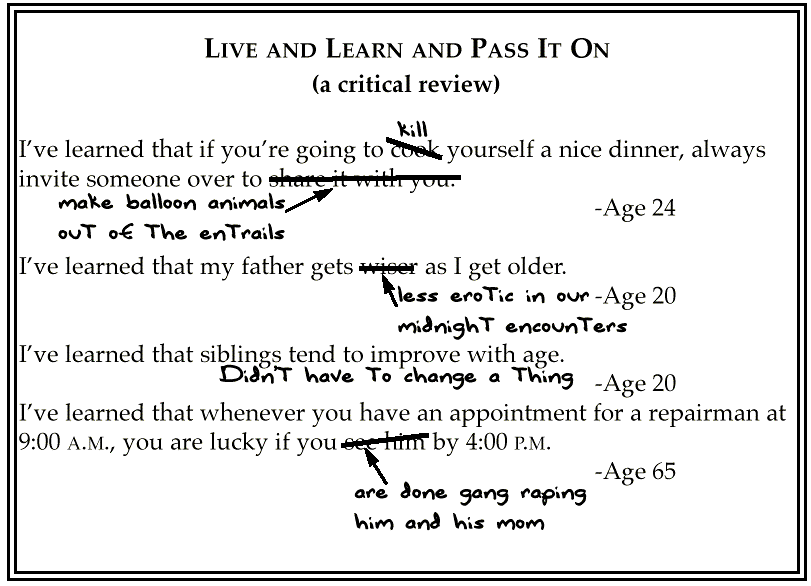 LIVE AND LEARN AND PASS IT ON
(a critical review)
kill
I've learned that if you're going to cook yourself a nice dinner, always
invite someone over to share it with you.
make balloon animals
-Age 24
out of the entrails
I've learned that my father gets wiser as I get older.
less erotic in our
-Age 20
midnight encounters
I've learned that siblings tend to improve with age.
Didn't have to change a thing
-Age 20
I've learned that whenever you have an appointment for a repairman at
9:00 A.M., you are lucky if you see him by 4:00 P.M.
-Age 65
are done gang raping
him and his mom